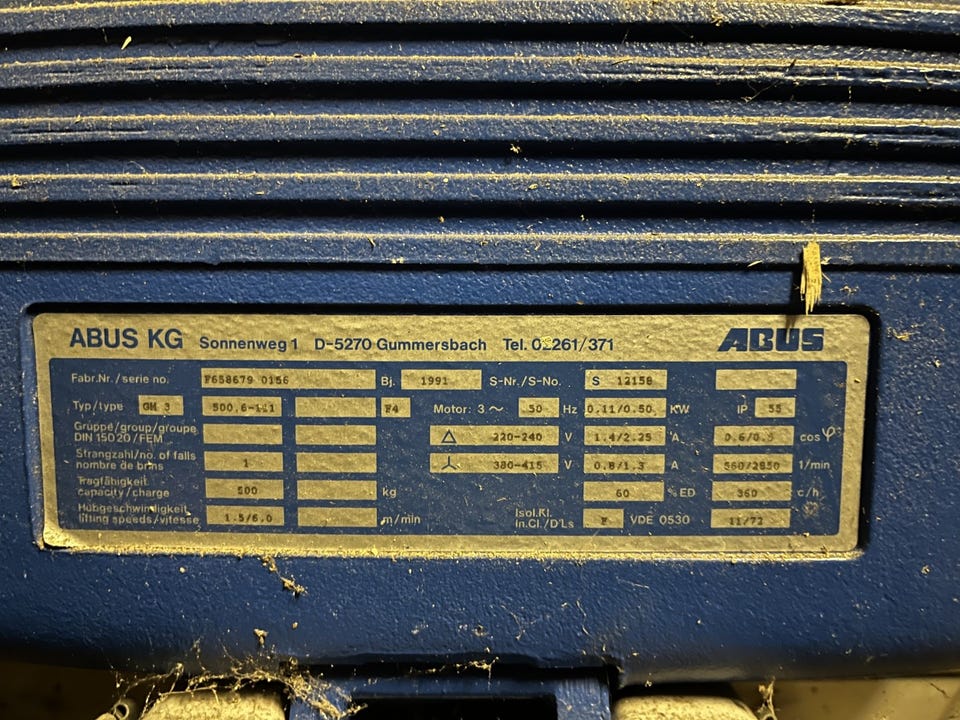 ABUS KG Sonnenweg 1 D-5270 Gummersbach Tel. 02261/371 ABUS
Fabr.Nr./serie no. F658679 0156 Bj. 1991 S-Nr./S-No. S 12158
Typ/type GM 3 500.6-1 F4 Motor: 3 ~ 50 Hz 0.11/0.50 KW IP 55
Gruppe/group/groupe
DIN 15020/FEM △ 220-240 V 1.4/2.25 A 0.6/0. cos φ
Strangzahl/no. of falls
nombre de brins 1 380-415 V 0.8/1.3 A 560/2850 1/min
Tragfähigkeit
capacity/charge 500 kg 60 % ED 360 c/h
Hubgeschwindigkeit
lifting speeds/vitesse 1.5/6.0 m/min Isol.Kl.
in.Cl./D'Ls F VDE 0530 11/72